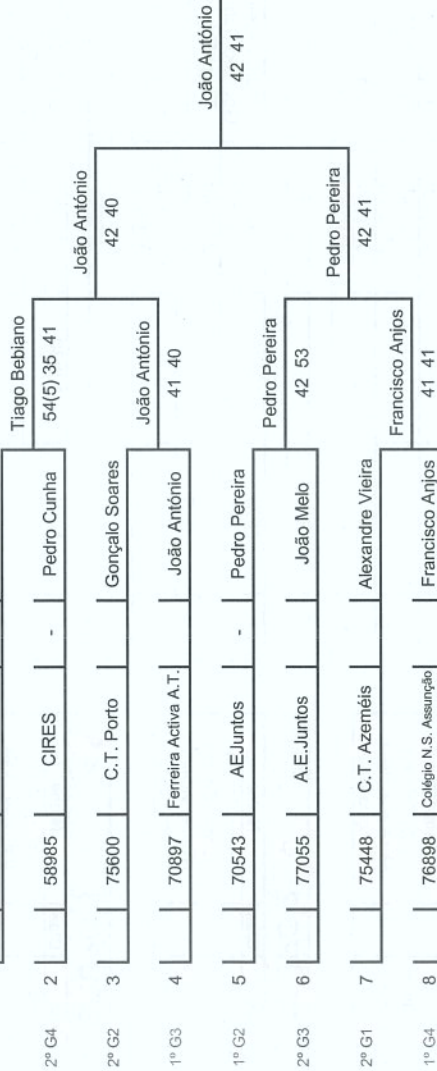 2º G4 2 58985 CIRES - Pedro Cunha
2º G2 3 75600 C.T. Porto Gonçalo Soares
1º G3 4 70897 Ferreira Activa A.T. João António
1º G2 5 70543 AEJuntos - Pedro Pereira
2º G3 6 77055 A.E.Juntos João Melo
2º G1 7 75448 C.T. Azeméis Alexandre Vieira
1º G4 8 76898 Colégio N.S. Assunção Francisco Anjos
Tiago Bebiano
54(5) 35 41
João António
41 40
Pedro Pereira
42 53
Francisco Anjos
41 41
João António
42 40
Pedro Pereira
42 41
João António
42 41